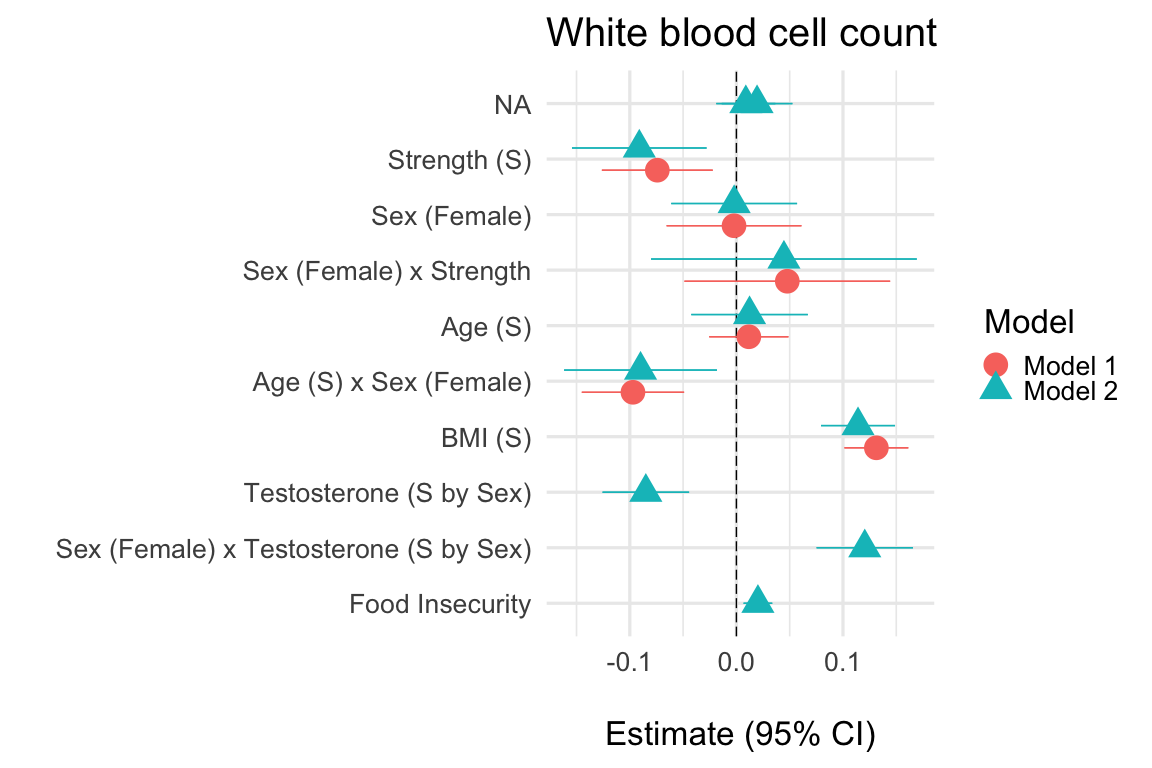 White blood cell count
NA
Strength (S)
Sex (Female)
Sex (Female) x Strength
Age (S)
Age (S) x Sex (Female)
BMI (S)
Testosterone (S by Sex)
Sex (Female) x Testosterone (S by Sex)
Food Insecurity
-0.1 0.0 0.1
Estimate (95% CI)
Model
Model 1
Model 2